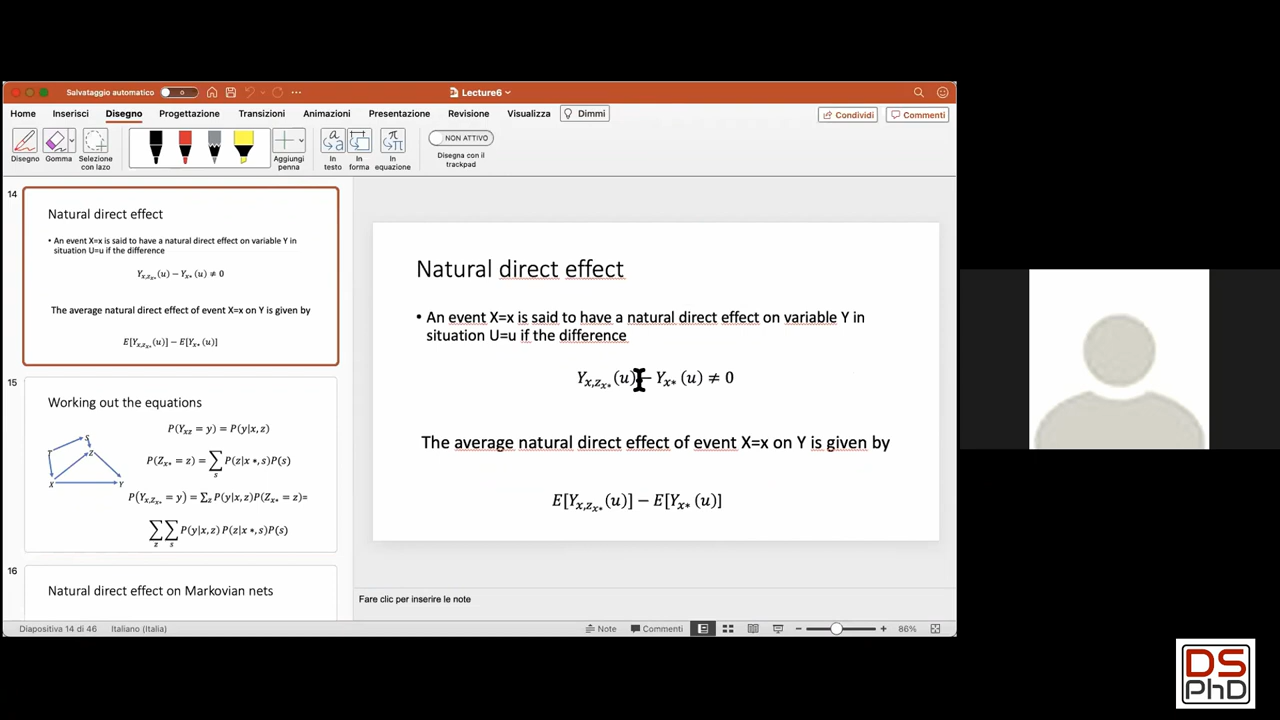 Salvataggio automatico
Lecture6
Home Inserisci Disegno Progettazione Transizioni Animazioni Presentazione Revisione Visualizza Dimmi
Condividi Commenti
Disegno Gomma Selezione con lazo Aggiungi penna In testo In forma In equazione NON ATTIVO Disegna con il trackpad
14
Natural direct effect
• An event X=x is said to have a natural direct effect on variable Y in
situation U=u if the difference
Y_{x,z_{x*}}(u) − Y_{x*}(u) ≠ 0
The average natural direct effect of event X=x on Y is given by
E[Y_{x,z_{x*}}(u)] − E[Y_{x*}(u)]
15
Working out the equations
P(Y_{xz} = y) = P(y|x, z)
P(Z_{x*} = z) = ∑_s P(z|x*, s)P(s)
P(Y_{x,Z_{x*}} = y) = ∑_z P(y|x, z)P(Z_{x*} = z)=
∑_z ∑_s P(y|x, z) P(z|x*, s)P(s)
S
Z
X Y
16
Natural direct effect on Markovian nets
Natural direct effect
• An event X=x is said to have a natural direct effect on variable Y in
situation U=u if the difference
Y_{x,z_{x*}}(u) − Y_{x*}(u) ≠ 0
The average natural direct effect of event X=x on Y is given by
E[Y_{x,z_{x*}}(u)] − E[Y_{x*}(u)]
Fare clic per inserire le note
Diapositiva 14 di 46 Italiano (Italia) Note Commenti 86%
DS
PhD